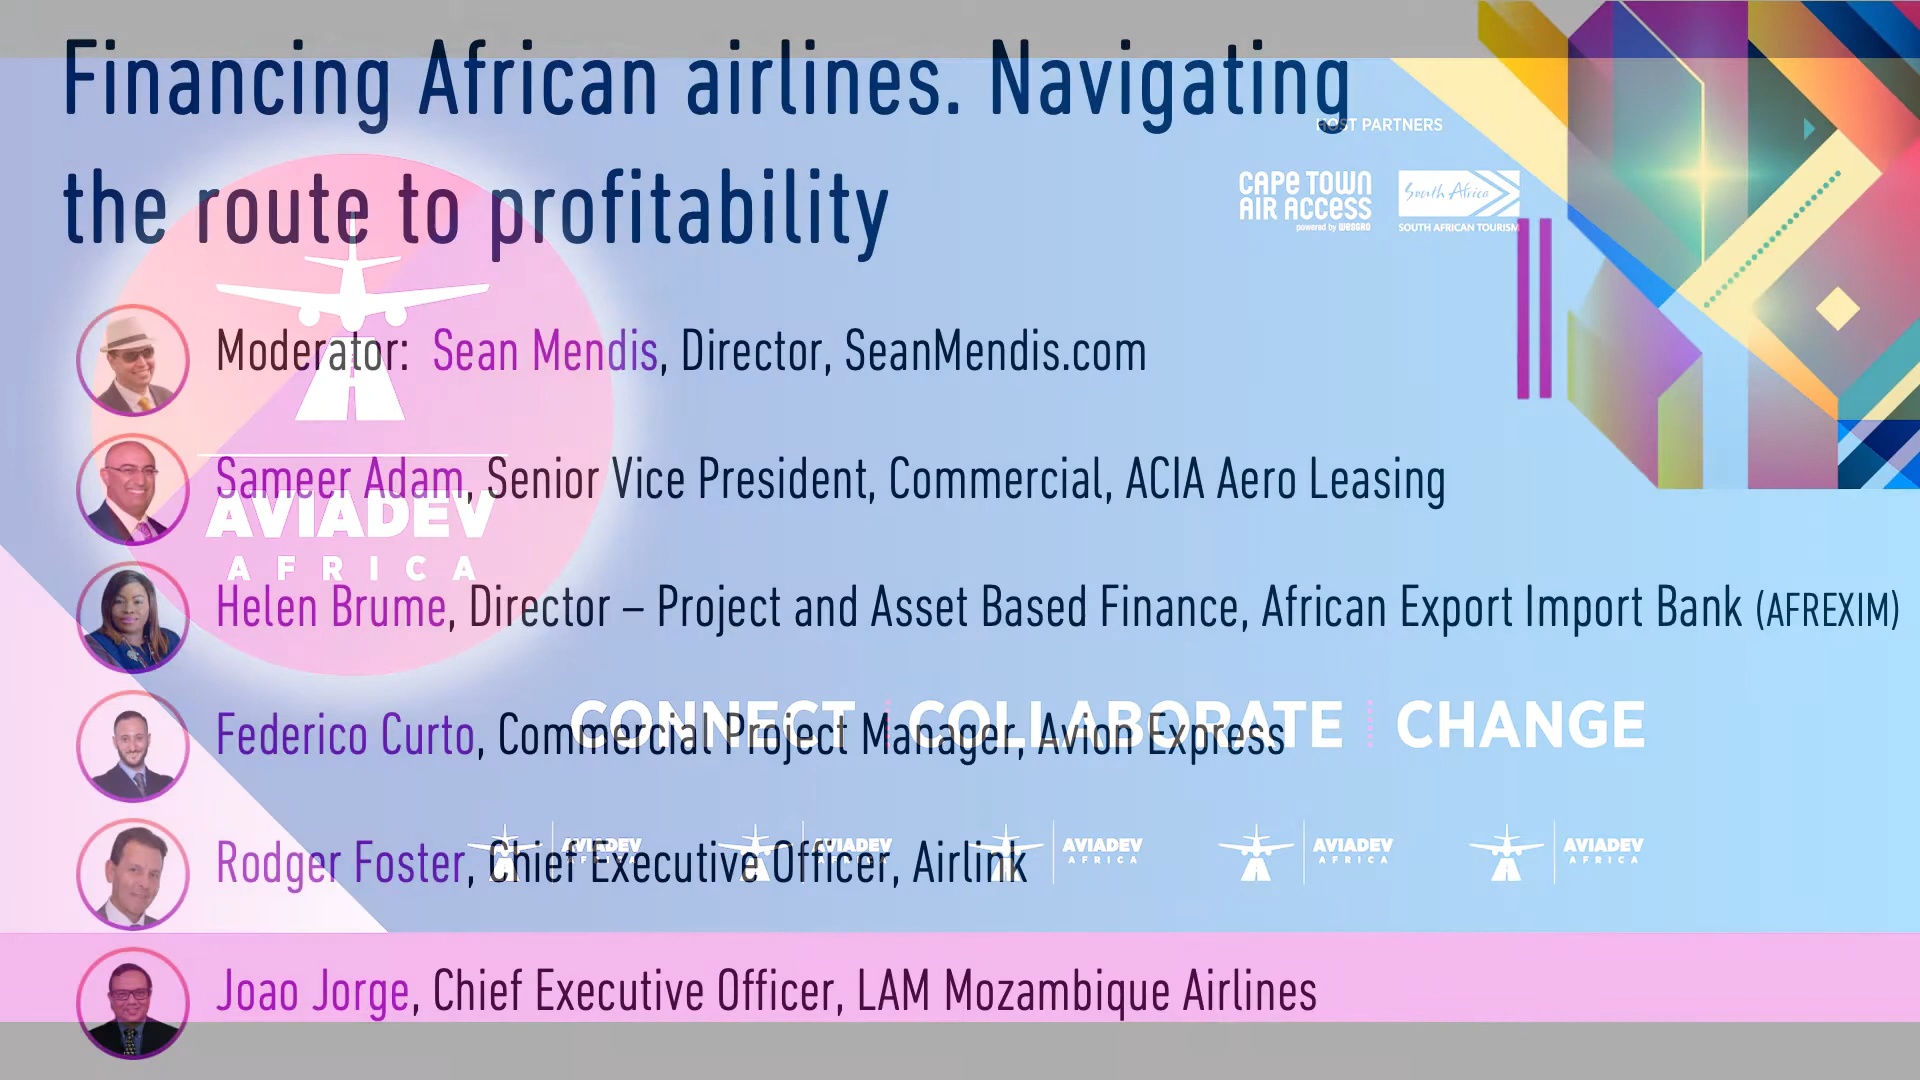 Financing African airlines. Navigating
the route to profitability
HOST PARTNERS
CAPE TOWN
AIR ACCESS
powered by WESGRO
South Africa
SOUTH AFRICAN TOURISM
Moderator: Sean Mendis, Director, SeanMendis.com
Sameer Adam, Senior Vice President, Commercial, ACIA Aero Leasing
AVIADEV
AFRICA
Helen Brume, Director – Project and Asset Based Finance, African Export Import Bank (AFREXIM)
CONNECT COLLABORATE CHANGE
Federico Curto, Commercial Project Manager, Avion Express
AVIADEV AVIADEV AVIADEV AVIADEV AVIADEV
AFRICA AFRICA AFRICA AFRICA AFRICA
Rodger Foster, Chief Executive Officer, Airlink
Joao Jorge, Chief Executive Officer, LAM Mozambique Airlines